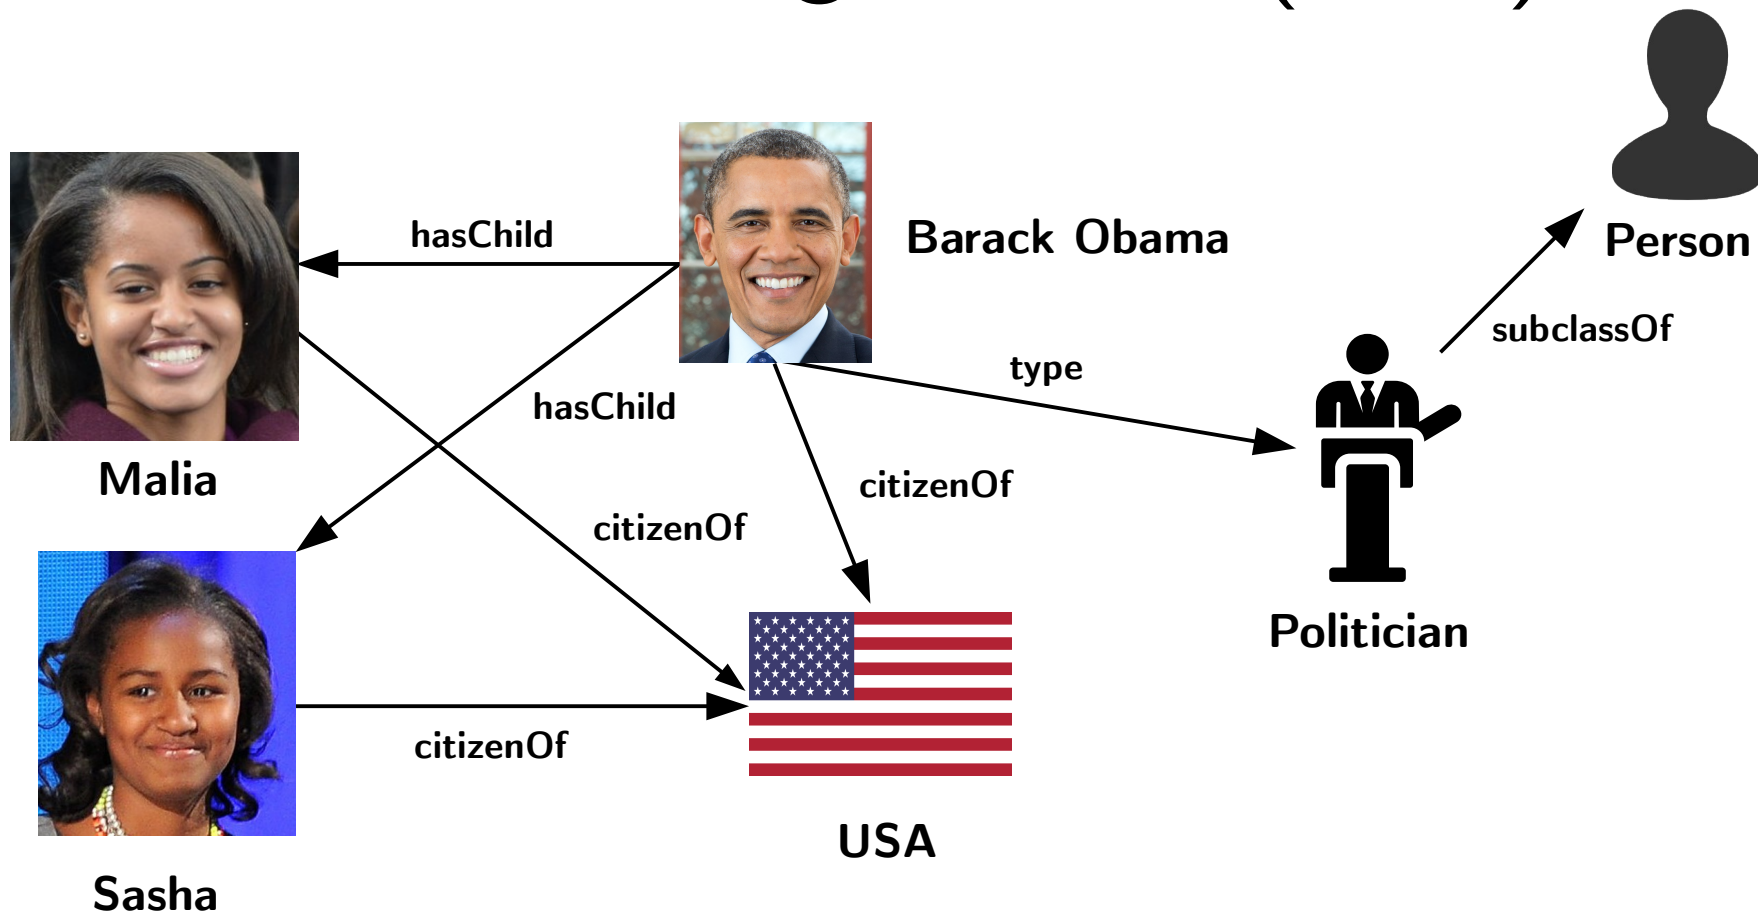 hasChild
Barack Obama
Person
subclassOf
type
hasChild
Malia
citizenOf
citizenOf
Politician
citizenOf
USA
Sasha